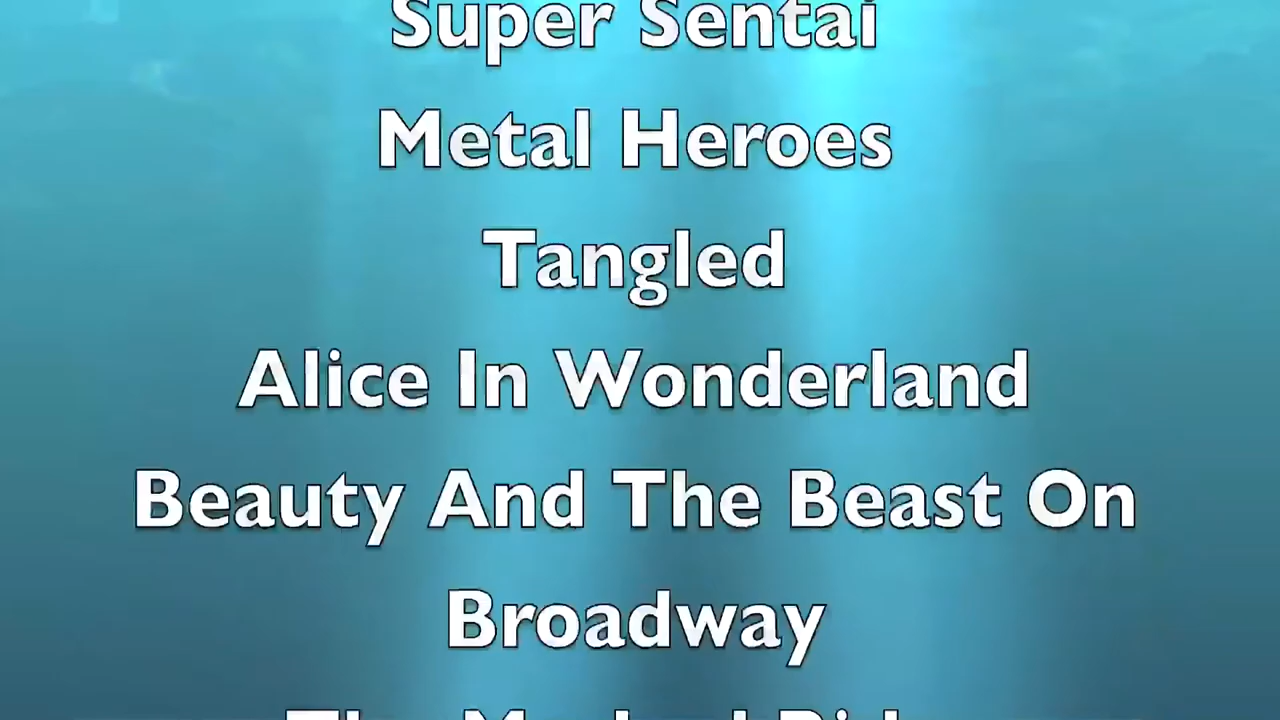 Super Sentai
Metal Heroes
Tangled
Alice In Wonderland
Beauty And The Beast On
Broadway